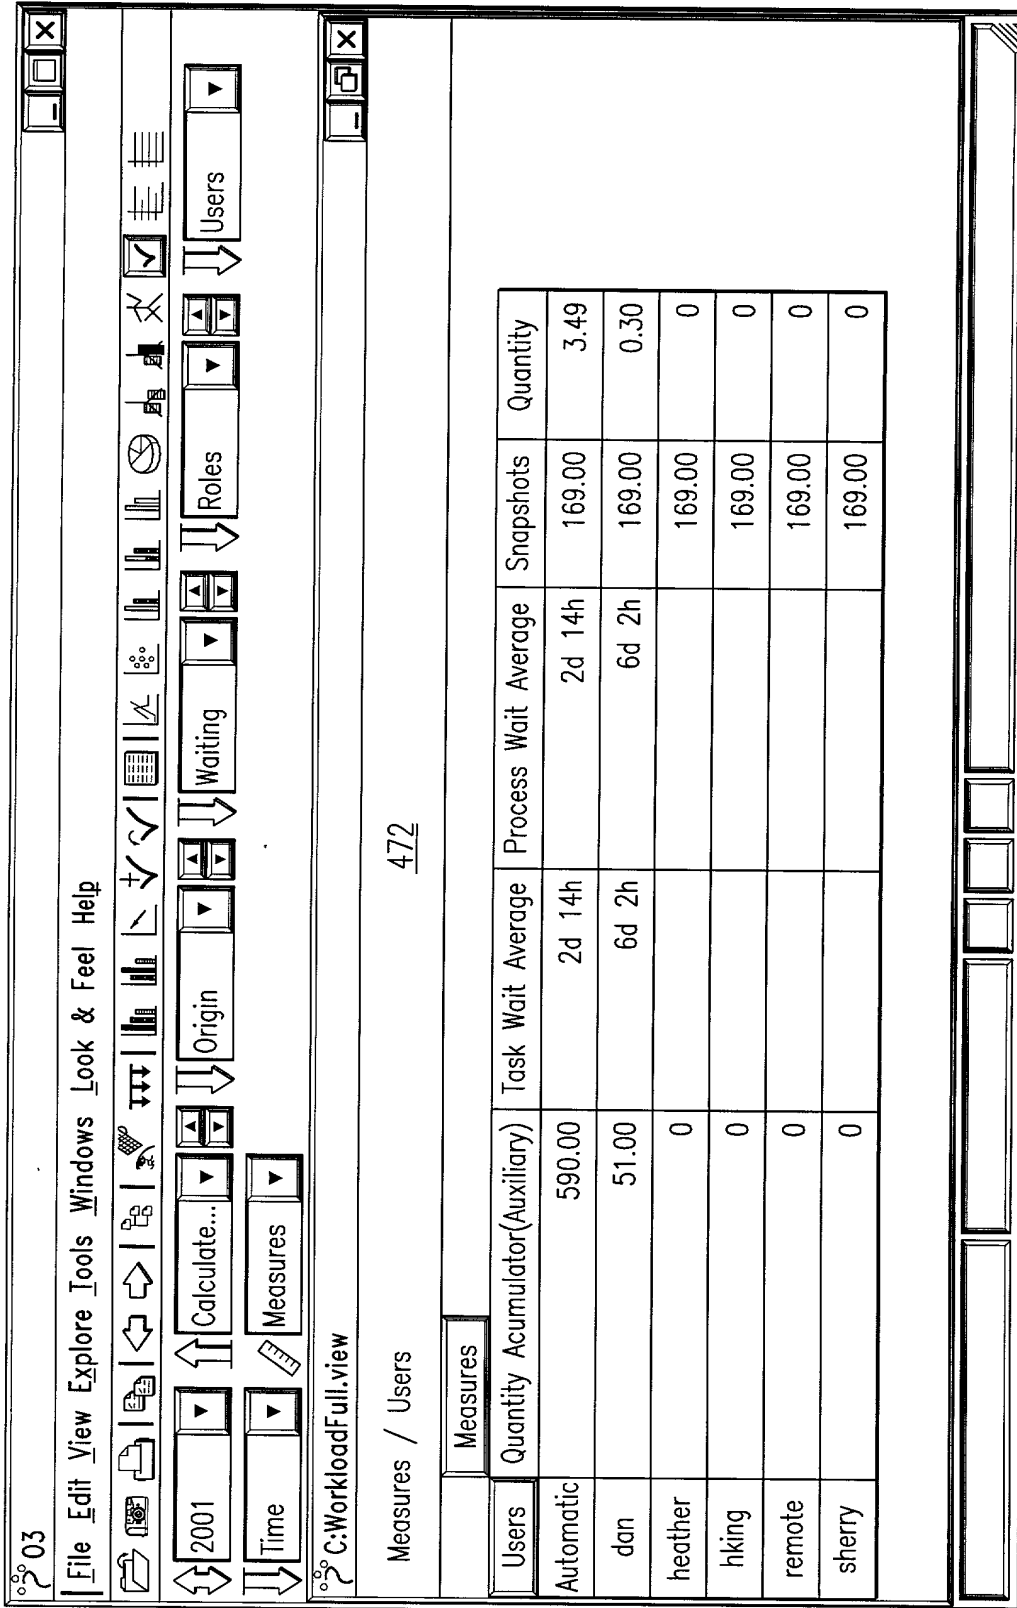 03
File Edit View Explore Tools Windows Look & Feel Help
2001 Calculate... Origin Waiting Roles Users
Time Measures
C:WorkloadFull.view
Measures / Users
472
Measures
Users Quantity Acumulator(Auxiliary) Task Wait Average Process Wait Average Snapshots Quantity
Automatic 590.00 2d 14h 2d 14h 169.00 3.49
dan 51.00 6d 2h 6d 2h 169.00 0.30
heather 0 169.00 0
hking 0 169.00 0
remote 0 169.00 0
sherry 0 169.00 0